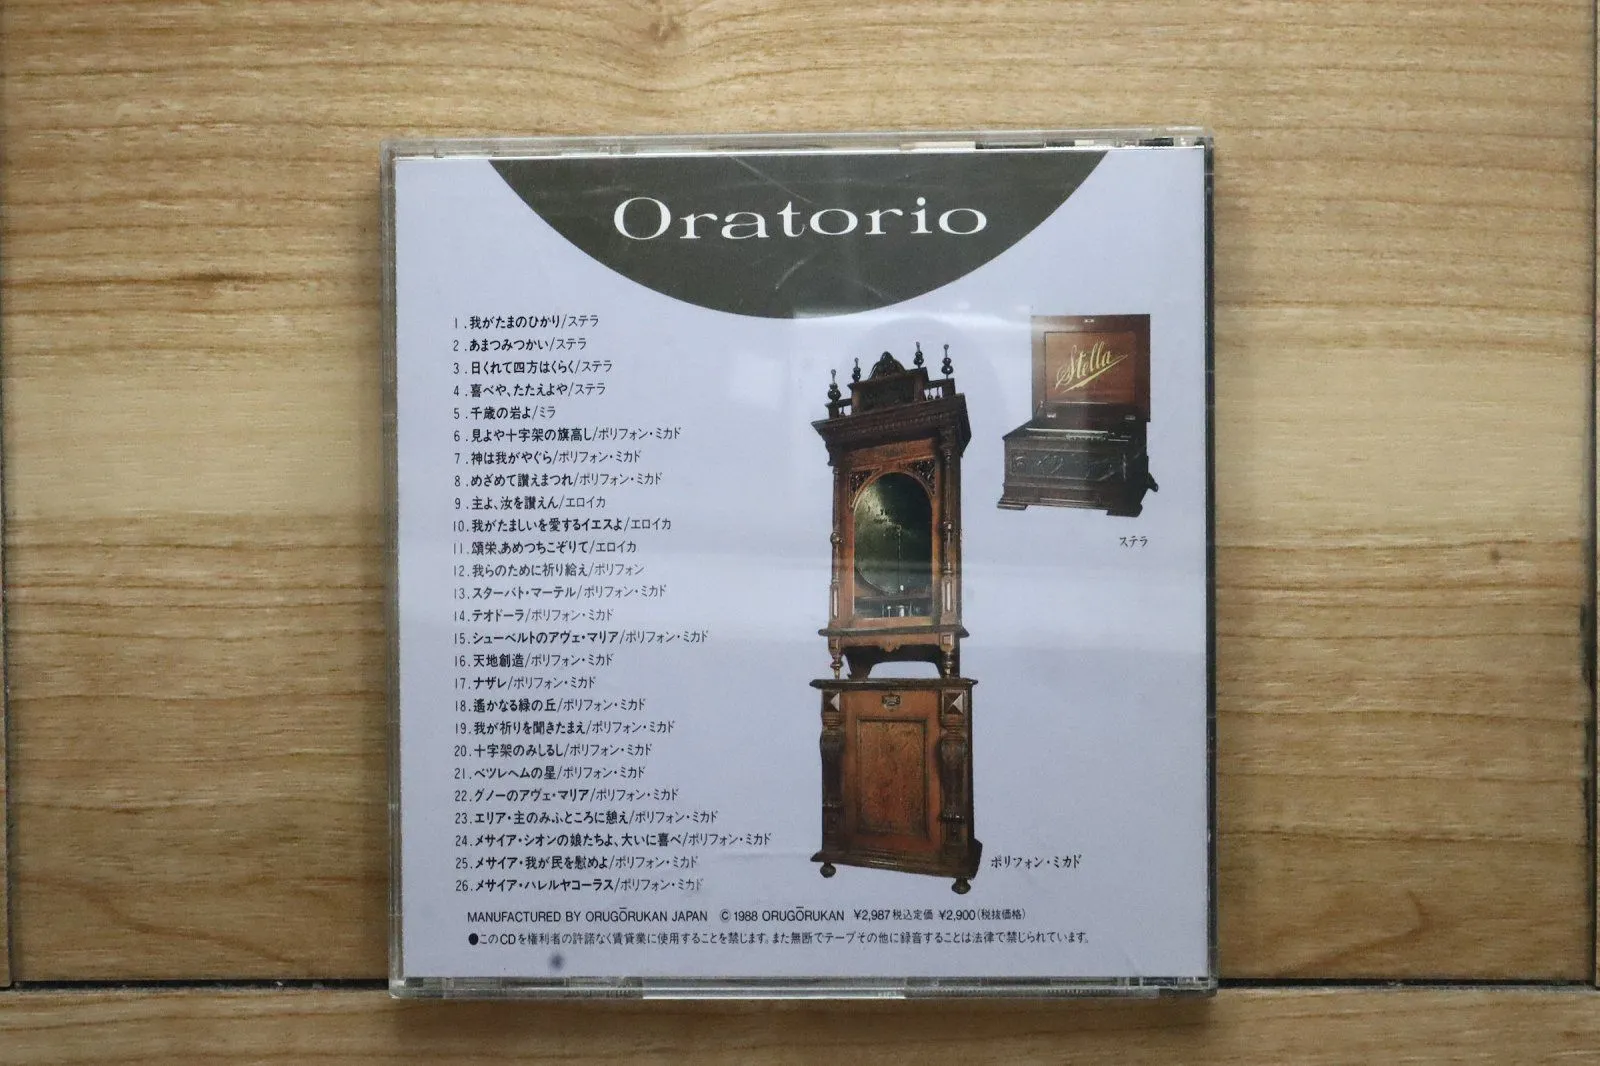 Oratorio
1.我がたまのひかり/ステラ
2.あまつみつかい/ステラ
3.日くれて四方はくらく/ステラ
4.喜べや、たたえよや/ステラ
5.千歳の岩よ/ミラ
6.見よや十字架の旗高し/ポリフォン・ミカド
7.神は我がやぐら/ポリフォン・ミカド
8.めざめて讃えまつれ/ポリフォン・ミカド
9.主よ、汝を讃えん/エロイカ
10.我がたましいを愛するイエスよ/エロイカ
11.頌栄、あめつちこぞりて/エロイカ
12.我らのために祈り給え/ポリフォン
13.スターバト・マーテル/ポリフォン・ミカド
14.テオドーラ/ポリフォン・ミカド
15.シューベルトのアヴェ・マリア/ポリフォン・ミカド
16.天地創造/ポリフォン・ミカド
17.ナザレ/ポリフォン・ミカド
18.遙かなる緑の丘/ポリフォン・ミカド
19.我が祈りを聞きたまえ/ポリフォン・ミカド
20.十字架のみしるし/ポリフォン・ミカド
21.ベツレヘムの星/ポリフォン・ミカド
22.グノーのアヴェ・マリア/ポリフォン・ミカド
23.エリア・主のみふところに憩え/ポリフォン・ミカド
24.メサイア・シオンの娘たちよ、大いに喜べ/ポリフォン・ミカド
25.メサイア・我が民を慰めよ/ポリフォン・ミカド
26.メサイア・ハレルヤコーラス/ポリフォン・ミカド
Stella
ステラ
ポリフォン・ミカド
MANUFACTURED BY ORUGŌRUKAN JAPAN © 1988 ORUGŌRUKAN ¥2,987税込定価 ¥2,900(税抜価格)
●このCDを権利者の許諾なく賃貸業に使用することを禁じます。また無断でテープその他に録音することは法律で禁じられています。